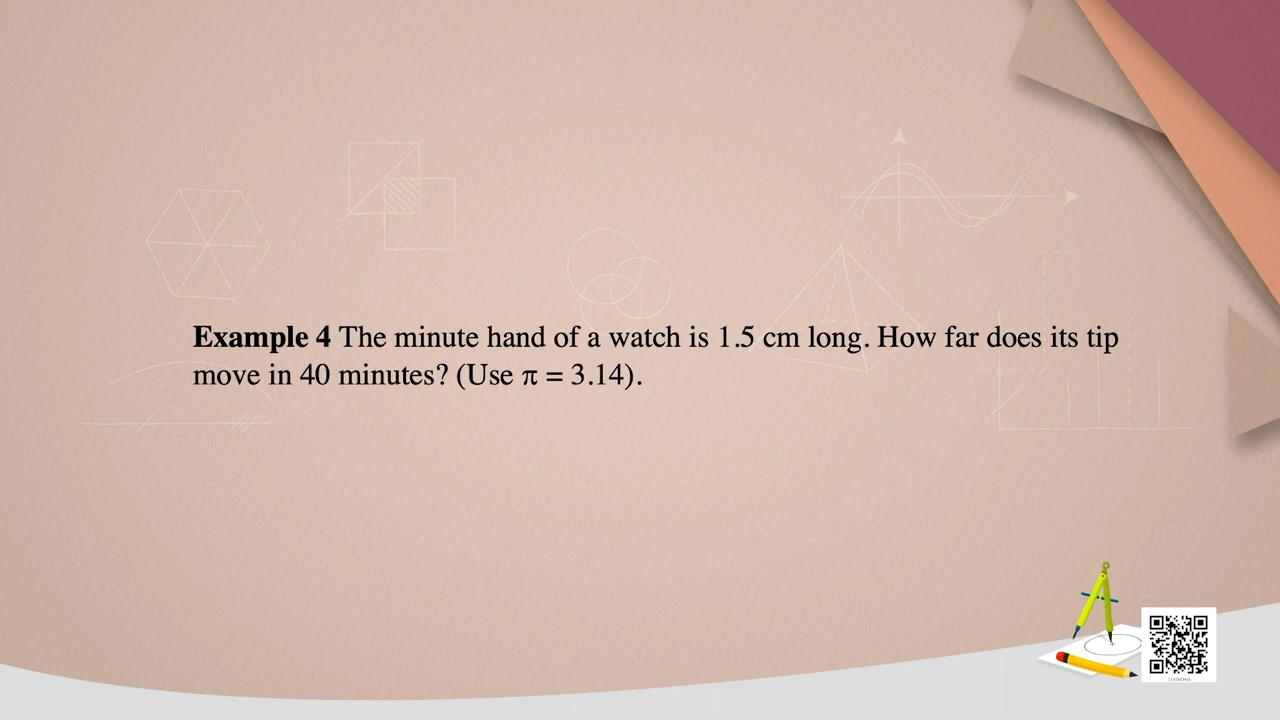 Example 4 The minute hand of a watch is 1.5 cm long. How far does its tip
move in 40 minutes? (Use π = 3.14).